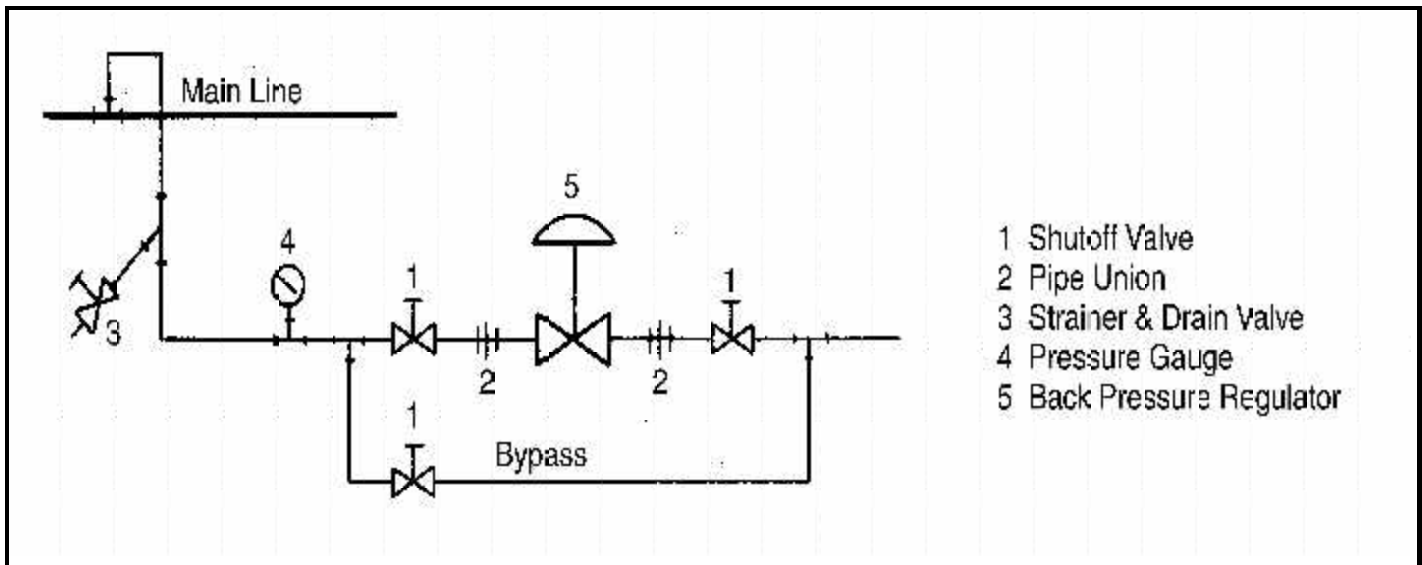 Main Line
5
4
1
1
3
2
2
1
Bypass
1 Shutoff Valve
2 Pipe Union
3 Strainer & Drain Valve
4 Pressure Gauge
5 Back Pressure Regulator